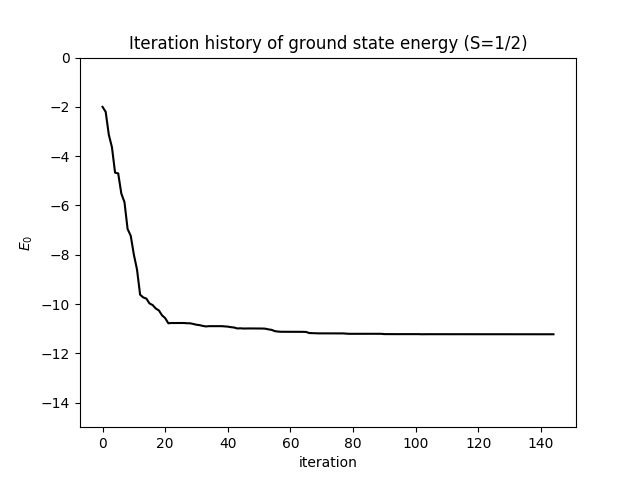 Iteration history of ground state energy (S=1/2)
0
−2
−4
−6
−8
−10
−12
−14
E₀
0 20 40 60 80 100 120 140
iteration